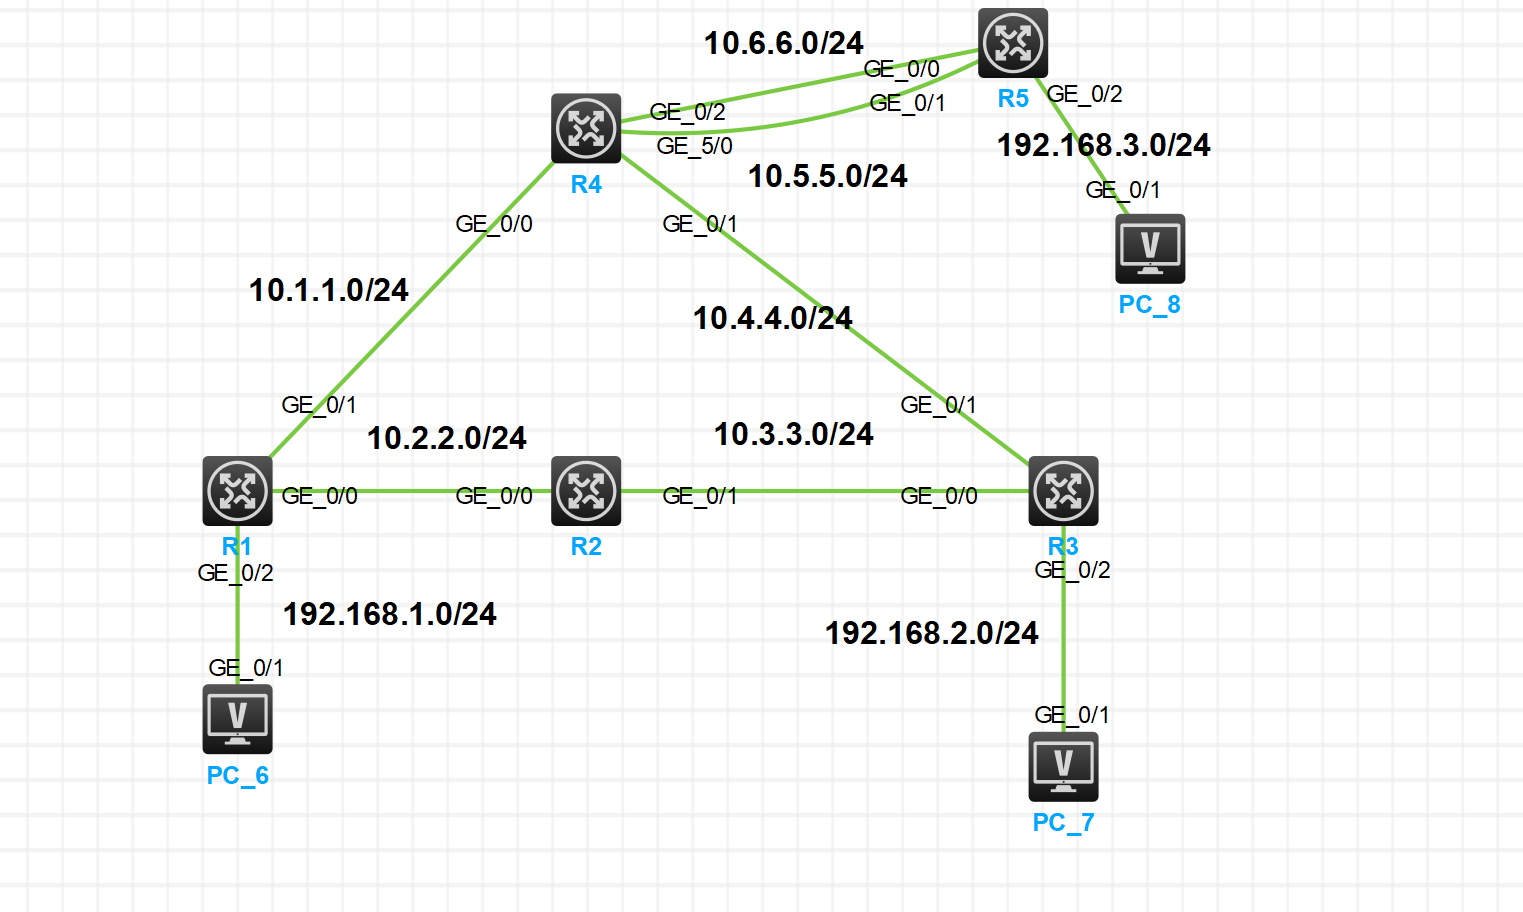 10.6.6.0/24
GE_0/0
R5
GE_0/2
GE_0/2
GE_0/1
192.168.3.0/24
GE_5/0
10.5.5.0/24
R4
GE_0/1
GE_0/0
GE_0/1
PC_8
10.1.1.0/24
10.4.4.0/24
GE_0/1
GE_0/1
10.2.2.0/24
10.3.3.0/24
GE_0/0
GE_0/0
GE_0/1
GE_0/0
R1
R2
R3
GE_0/2
GE_0/2
192.168.1.0/24
192.168.2.0/24
GE_0/1
GE_0/1
PC_6
PC_7